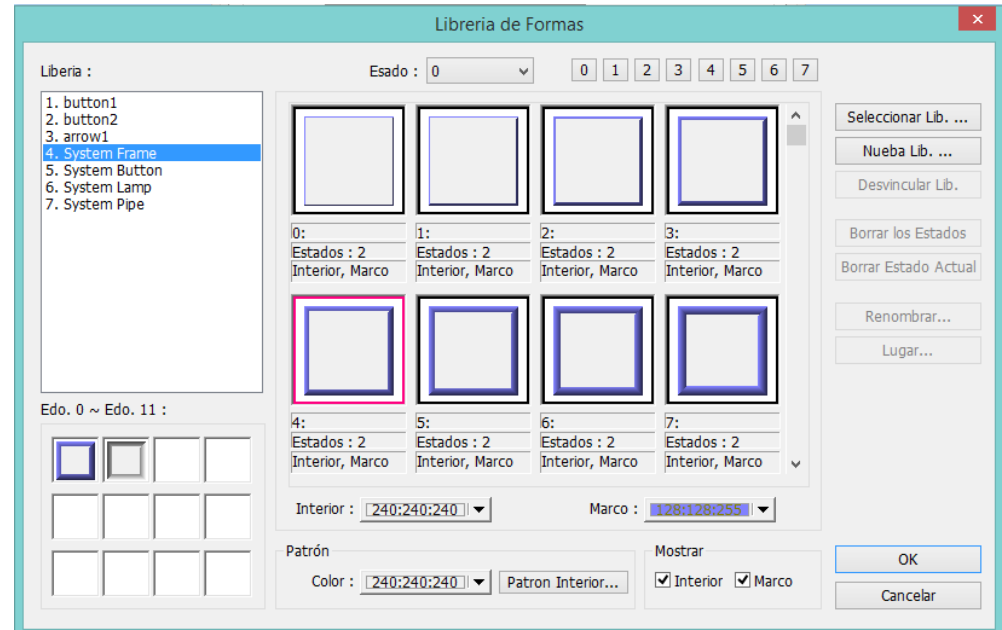 Libreria de Formas
Liberia :
Esado : 0
0 1 2 3 4 5 6 7
1. button1
2. button2
3. arrow1
4. System Frame
5. System Button
6. System Lamp
7. System Pipe
0: 1: 2: 3:
Estados : 2 Estados : 2 Estados : 2 Estados : 2
Interior, Marco Interior, Marco Interior, Marco Interior, Marco
4: 5: 6: 7:
Estados : 2 Estados : 2 Estados : 2 Estados : 2
Interior, Marco Interior, Marco Interior, Marco Interior, Marco
Seleccionar Lib. ...
Nueba Lib. ...
Desvincular Lib.
Borrar los Estados
Borrar Estado Actual
Renombrar...
Lugar...
Edo. 0 ~ Edo. 11 :
Interior : 240:240:240 Marco : 128:128:255
Patrón
Color : 240:240:240 Patron Interior...
Mostrar
Interior Marco
OK
Cancelar